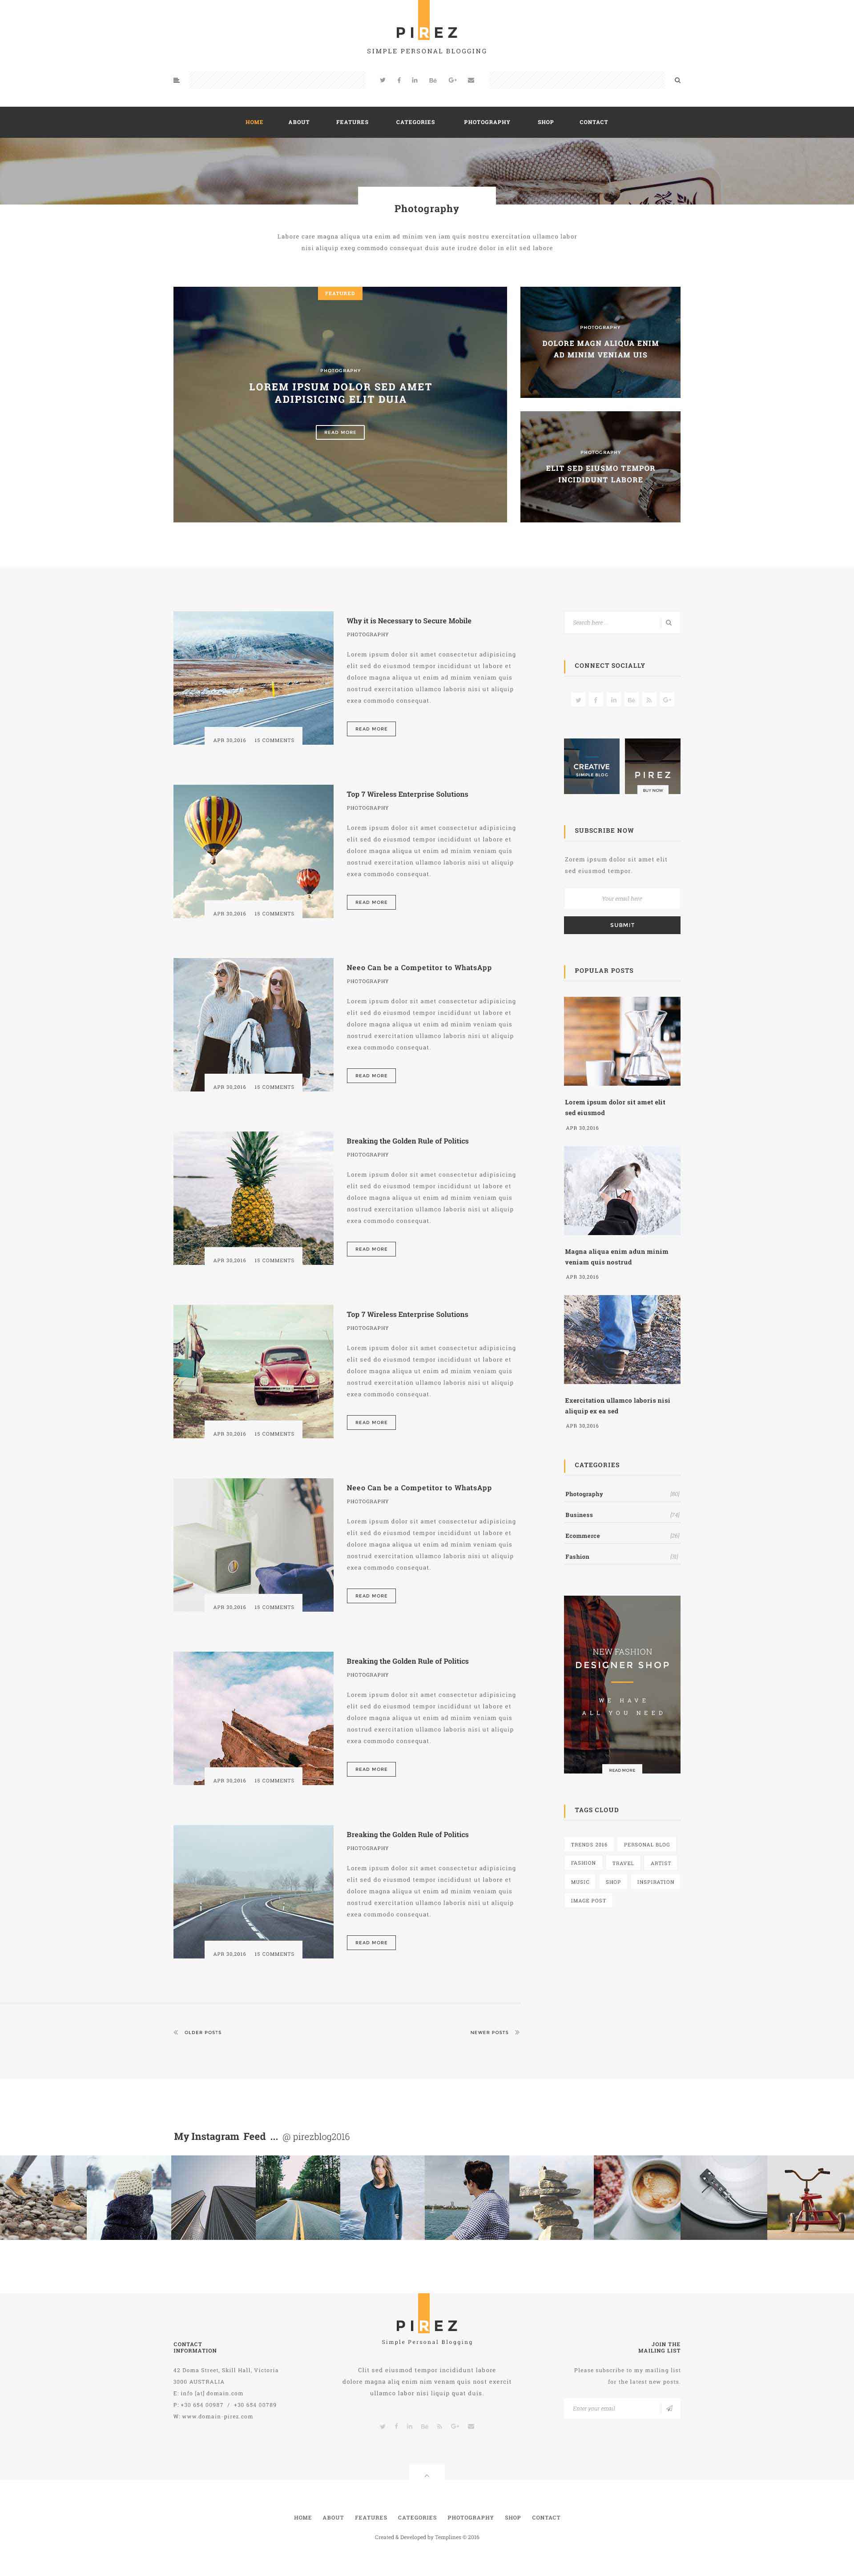 PIREZ
SIMPLE PERSONAL BLOGGING
HOME ABOUT FEATURES CATEGORIES PHOTOGRAPHY SHOP CONTACT
Photography
Labore care magna aliqua uta enim ad minim ven iam quis nostru exercitation ullamco labor
nisi aliquip exeg commodo consequat duis aute irudre dolor in elit sed labore
FEATURED
PHOTOGRAPHY
LOREM IPSUM DOLOR SED AMET
ADIPISICING ELIT DUIA
READ MORE
PHOTOGRAPHY
DOLORE MAGN ALIQUA ENIM
AD MINIM VENIAM UIS
PHOTOGRAPHY
ELIT SED EIUSMO TEMPOR
INCIDIDUNT LABORE
Why it is Necessary to Secure Mobile
PHOTOGRAPHY
Lorem ipsum dolor sit amet consectetur adipisicing
elit sed do eiusmod tempor incididunt ut labore et
dolore magna aliqua ut enim ad minim veniam quis
nostrud exercitation ullamco laboris nisi ut aliquip
exea commodo consequat.
READ MORE
APR 30,2016 15 COMMENTS
Top 7 Wireless Enterprise Solutions
PHOTOGRAPHY
Lorem ipsum dolor sit amet consectetur adipisicing
elit sed do eiusmod tempor incididunt ut labore et
dolore magna aliqua ut enim ad minim veniam quis
nostrud exercitation ullamco laboris nisi ut aliquip
exea commodo consequat.
READ MORE
APR 30,2016 15 COMMENTS
Neeo Can be a Competitor to WhatsApp
PHOTOGRAPHY
Lorem ipsum dolor sit amet consectetur adipisicing
elit sed do eiusmod tempor incididunt ut labore et
dolore magna aliqua ut enim ad minim veniam quis
nostrud exercitation ullamco laboris nisi ut aliquip
exea commodo consequat.
READ MORE
APR 30,2016 15 COMMENTS
Breaking the Golden Rule of Politics
PHOTOGRAPHY
Lorem ipsum dolor sit amet consectetur adipisicing
elit sed do eiusmod tempor incididunt ut labore et
dolore magna aliqua ut enim ad minim veniam quis
nostrud exercitation ullamco laboris nisi ut aliquip
exea commodo consequat.
READ MORE
APR 30,2016 15 COMMENTS
Top 7 Wireless Enterprise Solutions
PHOTOGRAPHY
Lorem ipsum dolor sit amet consectetur adipisicing
elit sed do eiusmod tempor incididunt ut labore et
dolore magna aliqua ut enim ad minim veniam quis
nostrud exercitation ullamco laboris nisi ut aliquip
exea commodo consequat.
READ MORE
APR 30,2016 15 COMMENTS
Neeo Can be a Competitor to WhatsApp
PHOTOGRAPHY
Lorem ipsum dolor sit amet consectetur adipisicing
elit sed do eiusmod tempor incididunt ut labore et
dolore magna aliqua ut enim ad minim veniam quis
nostrud exercitation ullamco laboris nisi ut aliquip
exea commodo consequat.
READ MORE
APR 30,2016 15 COMMENTS
Breaking the Golden Rule of Politics
PHOTOGRAPHY
Lorem ipsum dolor sit amet consectetur adipisicing
elit sed do eiusmod tempor incididunt ut labore et
dolore magna aliqua ut enim ad minim veniam quis
nostrud exercitation ullamco laboris nisi ut aliquip
exea commodo consequat.
READ MORE
APR 30,2016 15 COMMENTS
Breaking the Golden Rule of Politics
PHOTOGRAPHY
Lorem ipsum dolor sit amet consectetur adipisicing
elit sed do eiusmod tempor incididunt ut labore et
dolore magna aliqua ut enim ad minim veniam quis
nostrud exercitation ullamco laboris nisi ut aliquip
exea commodo consequat.
READ MORE
APR 30,2016 15 COMMENTS
« OLDER POSTS
NEWER POSTS »
Search here...
CONNECT SOCIALLY
CREATIVE
SIMPLE BLOG
PIREZ
BUY NOW
SUBSCRIBE NOW
Zorem ipsum dolor sit amet elit
sed eiusmod tempor.
Your email here
SUBMIT
POPULAR POSTS
Lorem ipsum dolor sit amet elit
sed eiusmod
APR 30,2016
Magna aliqua enim adun minim
veniam quis nostrud
APR 30,2016
Exercitation ullamco laboris nisi
aliquip ex ea sed
APR 30,2016
CATEGORIES
Photography
Business
Ecommerce
Fashion
NEW FASHION
DESIGNER SHOP
WE HAVE
ALL YOU NEED
READ MORE
TAGS CLOUD
TRENDS 2016 PERSONAL BLOG
FASHION TRAVEL ARTIST
MUSIC SHOP INSPIRATION
IMAGE POST
My Instagram Feed ... @ pirezblog2016
PIREZ
Simple Personal Blogging
CONTACT
INFORMATION
42 Doma Street, Skill Hall, Victoria
3000 AUSTRALIA
E: info [at] domain.com
P: +30 654 00987 / +30 654 00789
W: www.domain-pirez.com
Clit sed eiusmod tempor incididunt labore
dolore magna aliq enim nim venam quis nost exercit
ullamco labor nisi liquip quat duis.
JOIN THE
MAILING LIST
Please subscribe to my mailing list
for the latest new posts.
Enter your email
HOME ABOUT FEATURES CATEGORIES PHOTOGRAPHY SHOP CONTACT
Created & Developed by Templines © 2016